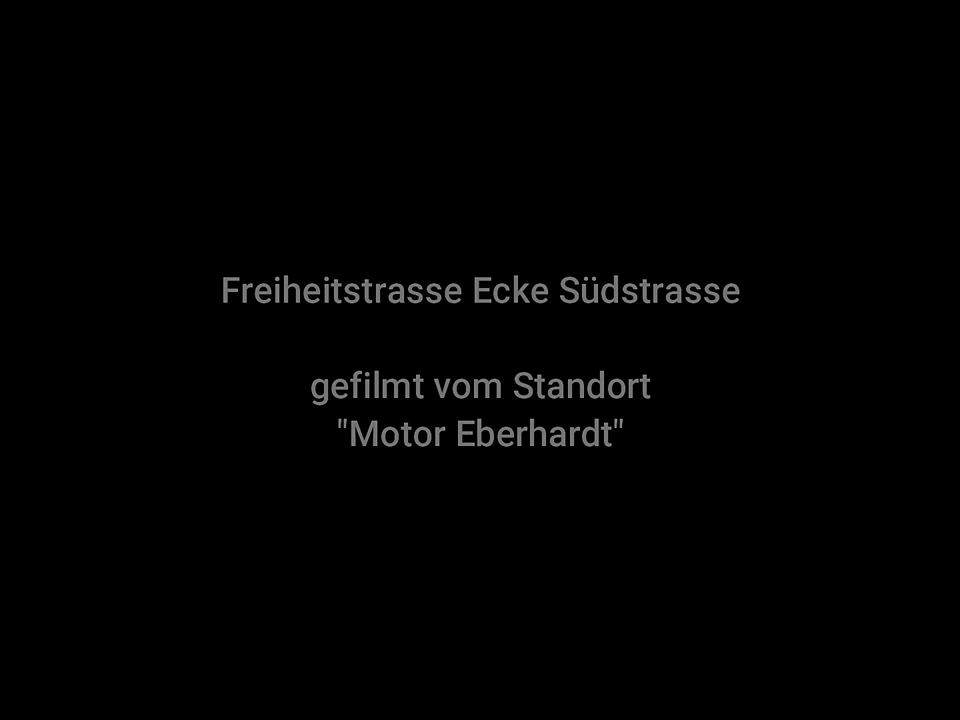 Freiheitstrasse Ecke Südstrasse
gefilmt vom Standort
"Motor Eberhardt"